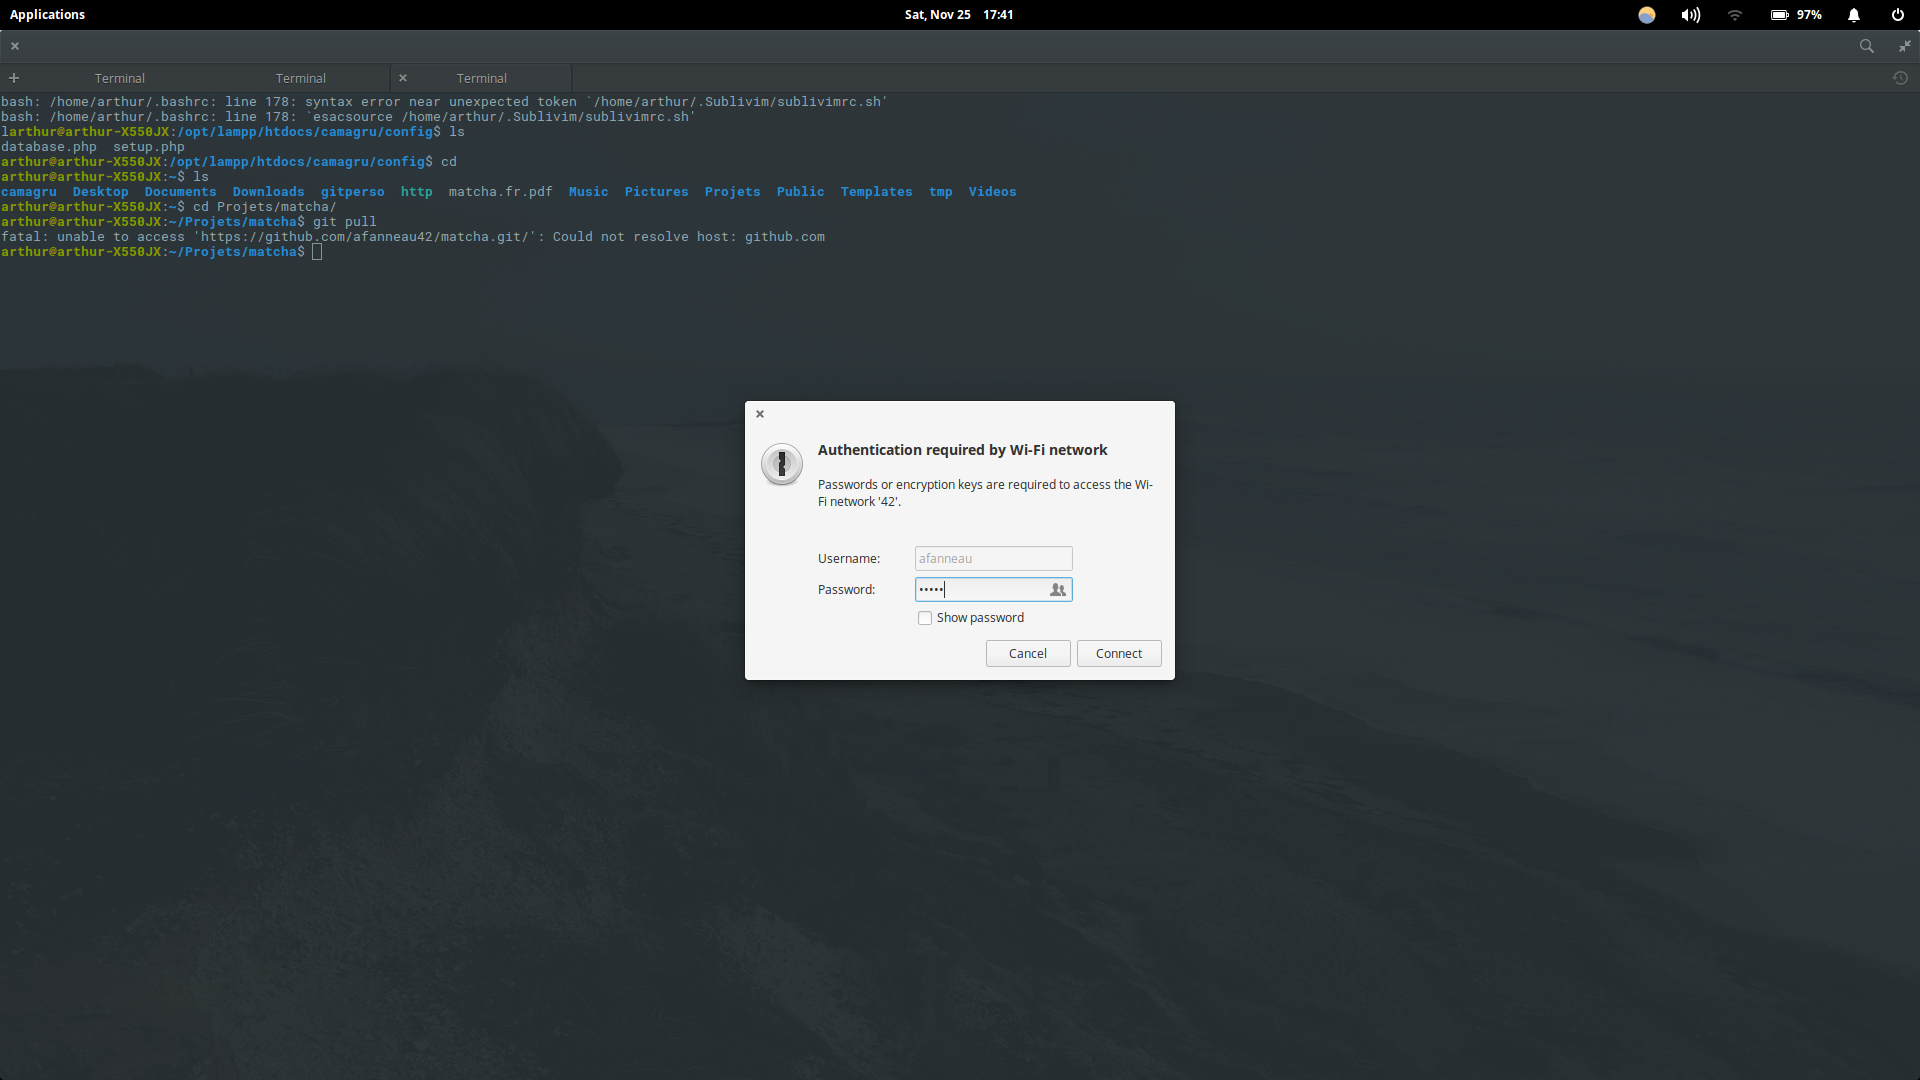 Applications
Sat, Nov 25 17:41
97%
Terminal
Terminal
Terminal
bash: /home/arthur/.bashrc: line 178: syntax error near unexpected token `/home/arthur/.Sublivim/sublivimrc.sh'
bash: /home/arthur/.bashrc: line 178: `esacsource /home/arthur/.Sublivim/sublivimrc.sh'
larthur@arthur-X550JX:/opt/lampp/htdocs/camagru/config$ ls
database.php  setup.php
arthur@arthur-X550JX:/opt/lampp/htdocs/camagru/config$ cd
arthur@arthur-X550JX:~$ ls
camagru  Desktop  Documents  Downloads  gitperso  http  matcha.fr.pdf  Music  Pictures  Projets  Public  Templates  tmp  Videos
arthur@arthur-X550JX:~$ cd Projets/matcha/
arthur@arthur-X550JX:~/Projets/matcha$ git pull
fatal: unable to access 'https://github.com/afanneau42/matcha.git/': Could not resolve host: github.com
arthur@arthur-X550JX:~/Projets/matcha$
Authentication required by Wi-Fi network
Passwords or encryption keys are required to access the Wi-
Fi network '42'.
Username: afanneau
Password: •••••
Show password
Cancel Connect